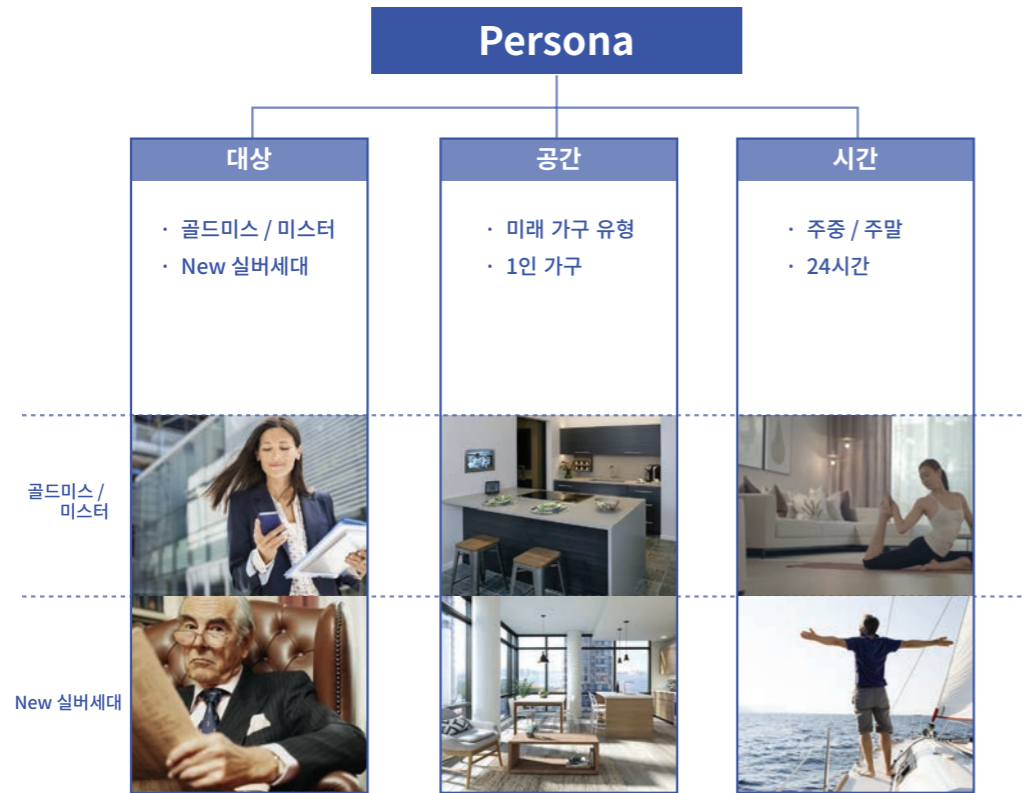 Persona
대상
· 골드미스 / 미스터
· New 실버세대
공간
· 미래 가구 유형
· 1인 가구
시간
· 주중 / 주말
· 24시간
골드미스 /
미스터
New 실버세대